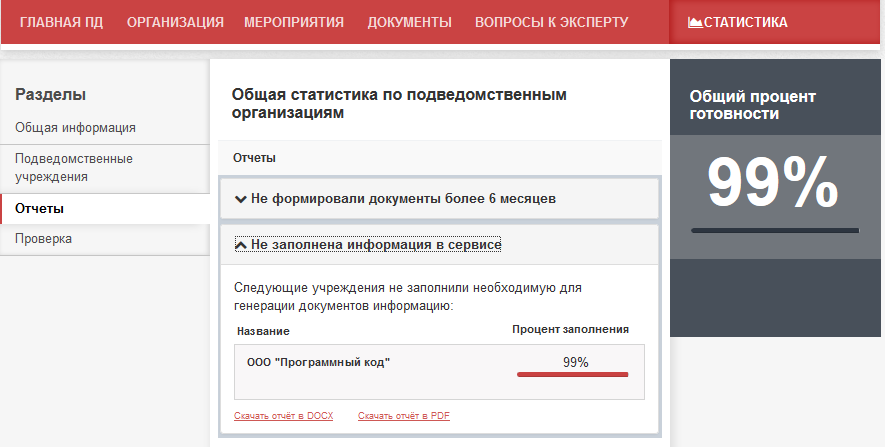 ГЛАВНАЯ ПД ОРГАНИЗАЦИЯ МЕРОПРИЯТИЯ ДОКУМЕНТЫ ВОПРОСЫ К ЭКСПЕРТУ СТАТИСТИКА
Разделы
Общая информация
Подведомственные
учреждения
Отчеты
Проверка
Общая статистика по подведомственным
организациям
Отчеты
Не формировали документы более 6 месяцев
Не заполнена информация в сервисе
Следующие учреждения не заполнили необходимую для
генерации документов информацию:
Название Процент заполнения
ООО "Программный код" 99%
Скачать отчёт в DOCX Скачать отчёт в PDF
Общий процент
готовности
99%